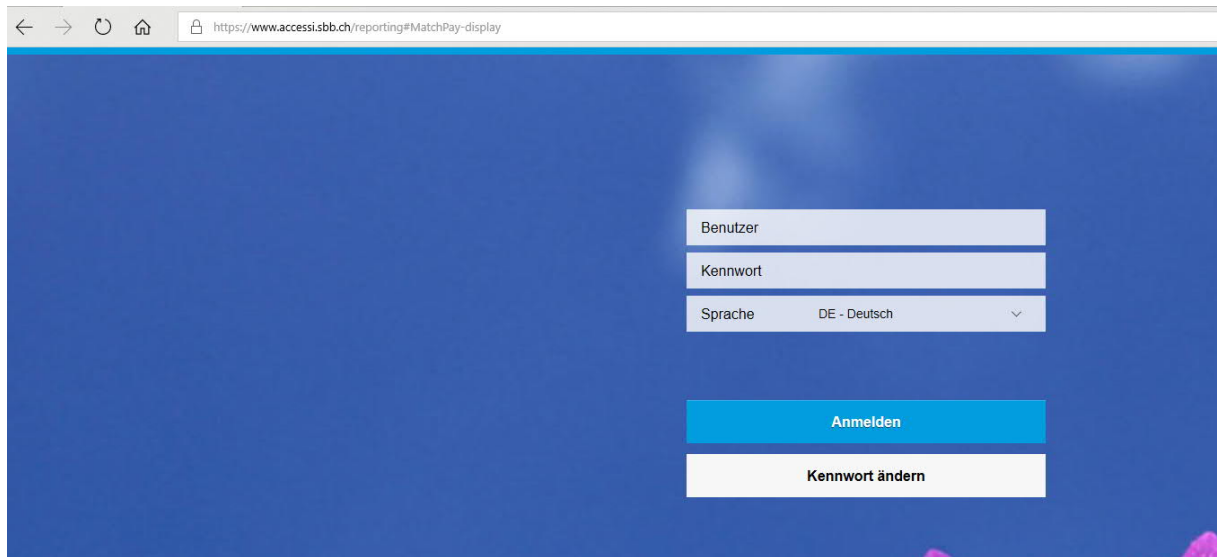 https://www.accessi.sbb.ch/reporting#MatchPay-display
Benutzer
Kennwort
Sprache DE - Deutsch
Anmelden
Kennwort ändern